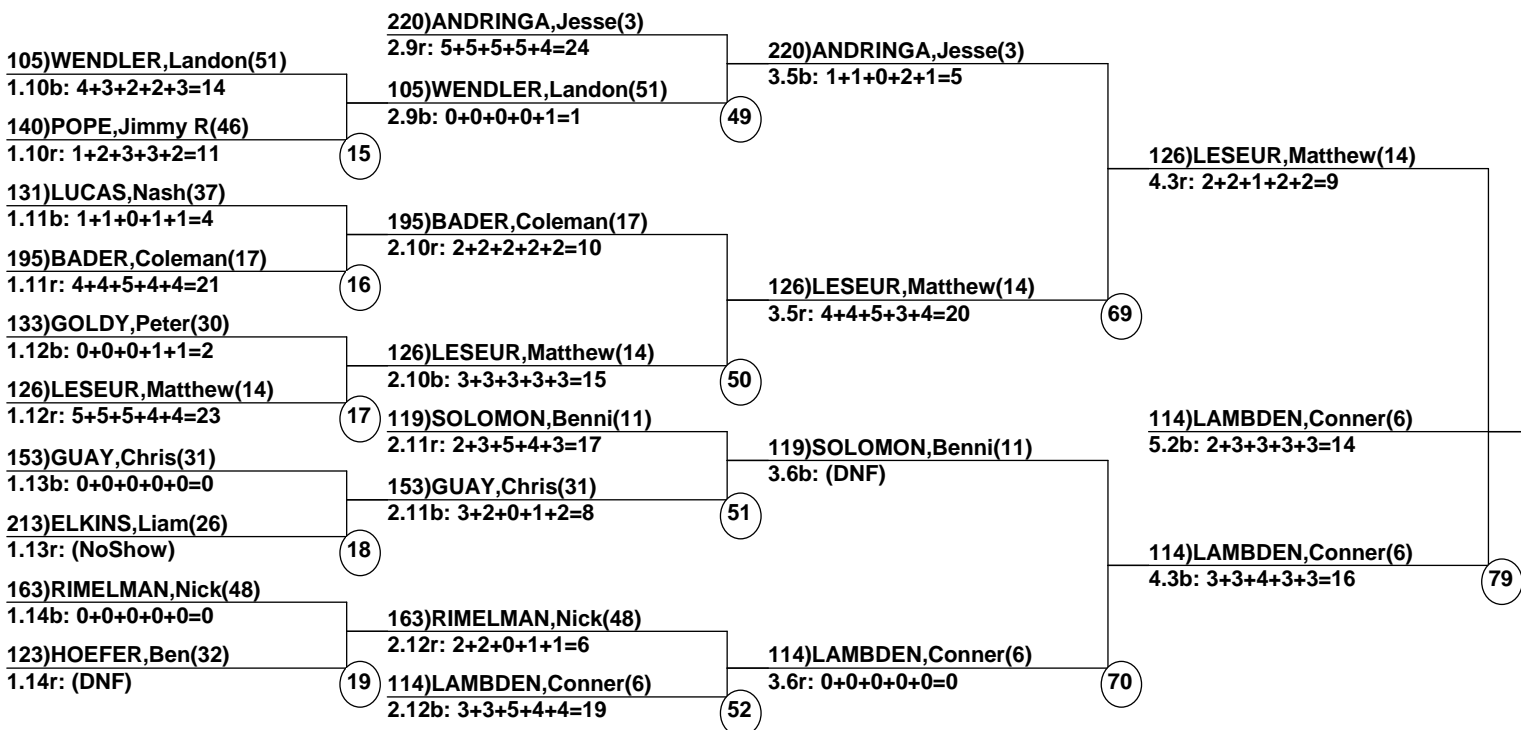 105)WENDLER,Landon(51)
1.10b: 4+3+2+2+3=14
140)POPE,Jimmy R(46)
1.10r: 1+2+3+3+2=11
15
131)LUCAS,Nash(37)
1.11b: 1+1+0+1+1=4
195)BADER,Coleman(17)
1.11r: 4+4+5+4+4=21
16
133)GOLDY,Peter(30)
1.12b: 0+0+0+1+1=2
126)LESEUR,Matthew(14)
1.12r: 5+5+5+4+4=23
17
153)GUAY,Chris(31)
1.13b: 0+0+0+0+0=0
213)ELKINS,Liam(26)
1.13r: (NoShow)
18
163)RIMELMAN,Nick(48)
1.14b: 0+0+0+0+0=0
123)HOEFER,Ben(32)
1.14r: (DNF)
19
220)ANDRINGA,Jesse(3)
2.9r: 5+5+5+5+4=24
105)WENDLER,Landon(51)
2.9b: 0+0+0+0+1=1
49
195)BADER,Coleman(17)
2.10r: 2+2+2+2+2=10
126)LESEUR,Matthew(14)
2.10b: 3+3+3+3+3=15
50
119)SOLOMON,Benni(11)
2.11r: 2+3+5+4+3=17
153)GUAY,Chris(31)
2.11b: 3+2+0+1+2=8
51
163)RIMELMAN,Nick(48)
2.12r: 2+2+0+1+1=6
114)LAMBDEN,Conner(6)
2.12b: 3+3+5+4+4=19
52
220)ANDRINGA,Jesse(3)
3.5b: 1+1+0+2+1=5
126)LESEUR,Matthew(14)
3.5r: 4+4+5+3+4=20
69
119)SOLOMON,Benni(11)
3.6b: (DNF)
114)LAMBDEN,Conner(6)
3.6r: 0+0+0+0+0=0
70
126)LESEUR,Matthew(14)
4.3r: 2+2+1+2+2=9
114)LAMBDEN,Conner(6)
5.2b: 2+3+3+3+3=14
114)LAMBDEN,Conner(6)
4.3b: 3+3+4+3+3=16
79